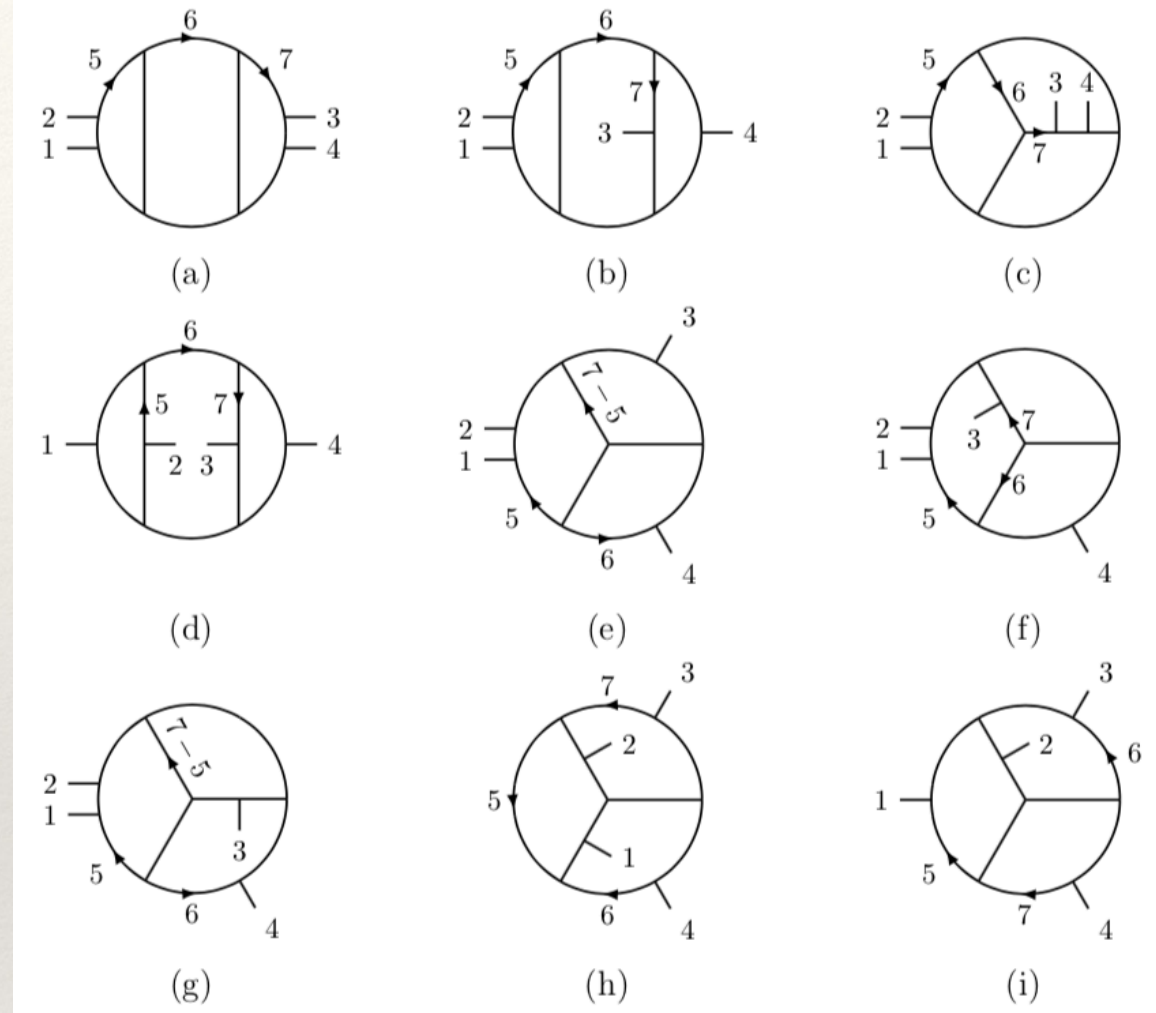 6 6
5 7 5 7 5 6 3 4
2 3 2 3 4 2 7
1 4 1 1
(a) (b) (c)
6 3
5 7 7 – 5 7
1 2 3 4 2 1 2 1 3
5 6 4 5 6 4
(d) (e) (f)
7 3 3
7 – 5 2 2 6
2 1 3 5 1 1
5 6 4 6 4 5 7 4
(g) (h) (i)